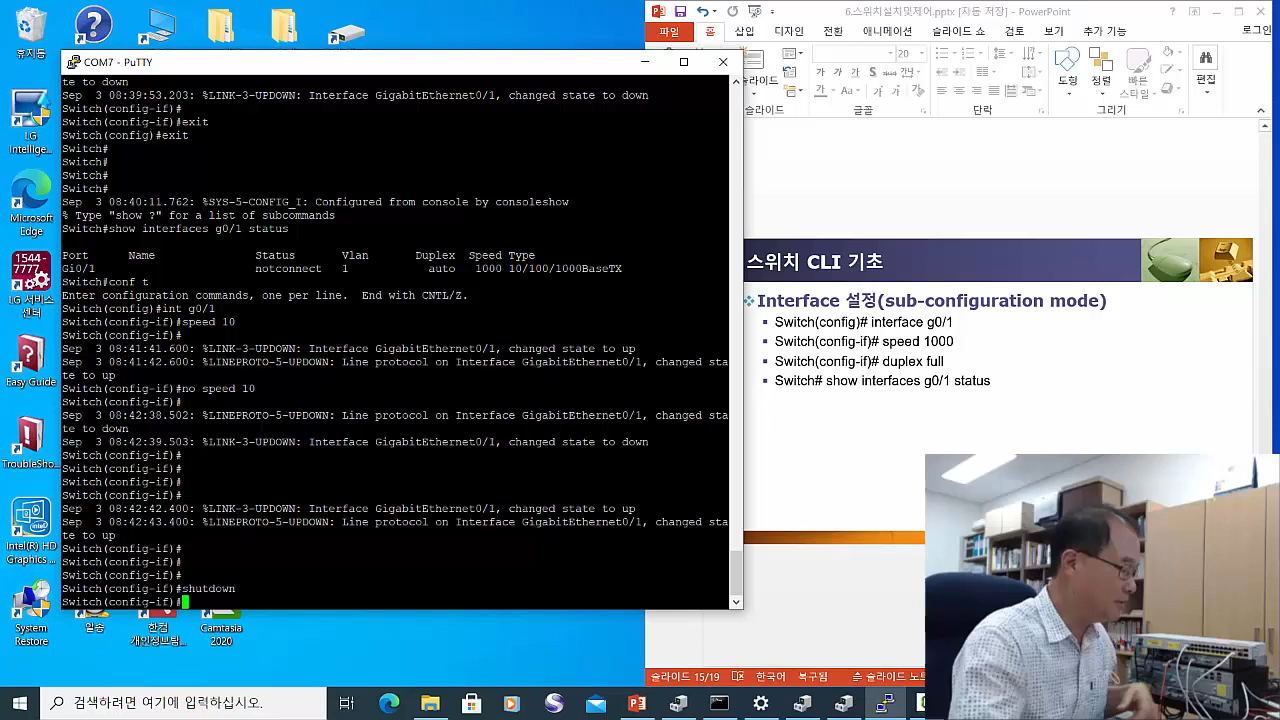 휴지통
LG
Intellige...
Microsoft
Edge
LG 서비스
센터
Easy Guide
TroubleSho...
Intel(R) HD
Graphics ...
System
Restore
알송
한컴
개인정보팀...
Camtasia
2020
COM7 - PuTTY
te to down
Sep  3 08:39:53.203: %LINK-3-UPDOWN: Interface GigabitEthernet0/1, changed state to down
Switch(config-if)#
Switch(config-if)#exit
Switch(config)#exit
Switch#
Switch#
Switch#
Switch#
Sep  3 08:40:11.762: %SYS-5-CONFIG_I: Configured from console by consoleshow
% Type "show ?" for a list of subcommands
Switch#show interfaces g0/1 status
Port      Name               Status       Vlan       Duplex  Speed Type
Gi0/1                        notconnect   1            auto   1000 10/100/1000BaseTX
Switch#conf t
Enter configuration commands, one per line.  End with CNTL/Z.
Switch(config)#int g0/1
Switch(config-if)#speed 10
Switch(config-if)#
Sep  3 08:41:41.600: %LINK-3-UPDOWN: Interface GigabitEthernet0/1, changed state to up
Sep  3 08:41:42.600: %LINEPROTO-5-UPDOWN: Line protocol on Interface GigabitEthernet0/1, changed sta
te to up
Switch(config-if)#no speed 10
Switch(config-if)#
Sep  3 08:42:38.502: %LINEPROTO-5-UPDOWN: Line protocol on Interface GigabitEthernet0/1, changed sta
te to down
Sep  3 08:42:39.503: %LINK-3-UPDOWN: Interface GigabitEthernet0/1, changed state to down
Switch(config-if)#
Switch(config-if)#
Switch(config-if)#
Switch(config-if)#
Sep  3 08:42:42.400: %LINK-3-UPDOWN: Interface GigabitEthernet0/1, changed state to up
Sep  3 08:42:43.400: %LINEPROTO-5-UPDOWN: Line protocol on Interface GigabitEthernet0/1, changed sta
te to up
Switch(config-if)#
Switch(config-if)#
Switch(config-if)#
Switch(config-if)#shutdown
Switch(config-if)#
6.스위치설치및제어.pptx [자동 저장] - PowerPoint
파일 홈 삽입 디자인 전환 애니메이션 슬라이드 쇼 검토 보기 추가 기능 로그인
슬라이드
20
가 가 가 가
도형
정렬
빠른
스타일
편집
글꼴 단락 그리기
스위치 CLI 기초
Interface 설정(sub-configuration mode)
Switch(config)# interface g0/1
Switch(config-if)# speed 1000
Switch(config-if)# duplex full
Switch# show interfaces g0/1 status
슬라이드 15/19 한국어 복구됨 슬라이드 노트
1544-
7777
검색하려면 여기에 입력하십시오.